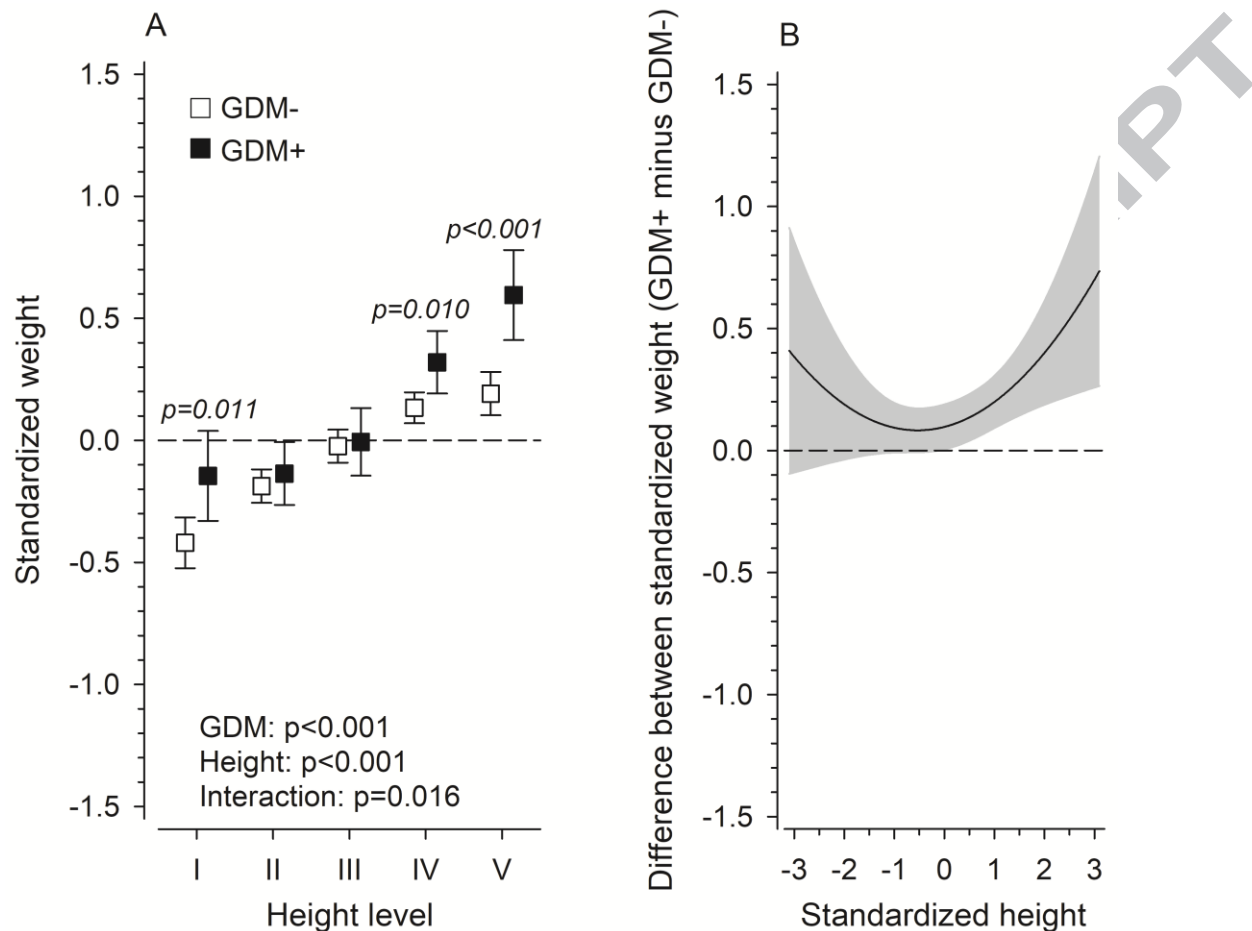 A
1.5
GDM-
GDM+
1.0
p<0.001
0.5
p=0.010
p=0.011
0.0
-0.5
-1.0
GDM: p<0.001
Height: p<0.001
Interaction: p=0.016
-1.5
I II III IV V
Height level
Standardized weight
B
1.5
1.0
0.5
0.0
-0.5
-1.0
-1.5
-3 -2 -1 0 1 2 3
Standardized height
Difference between standardized weight (GDM+ minus GDM-)